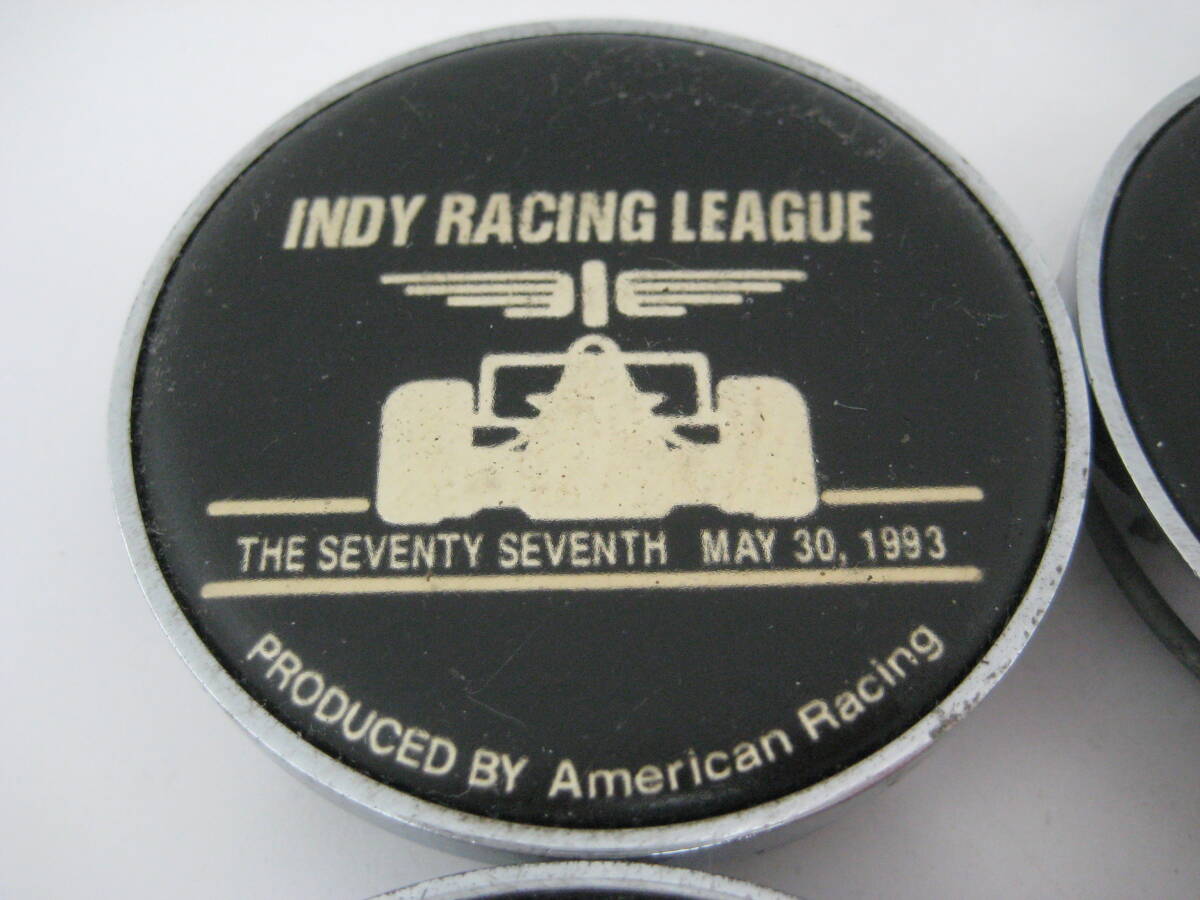 INDY RACING LEAGUE
THE SEVENTY SEVENTH MAY 30, 1993
PRODUCED BY American Racing